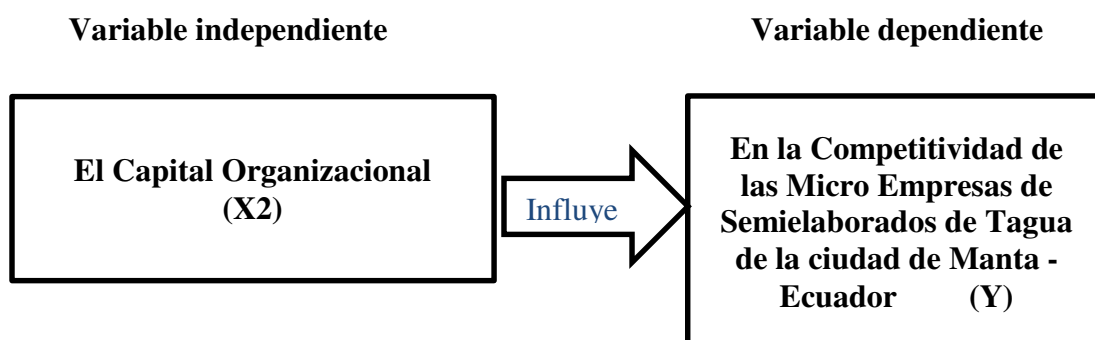 Variable independiente
Variable dependiente
El Capital Organizacional
(X2)
Influye
En la Competitividad de
las Micro Empresas de
Semielaborados de Tagua
de la ciudad de Manta -
Ecuador (Y)